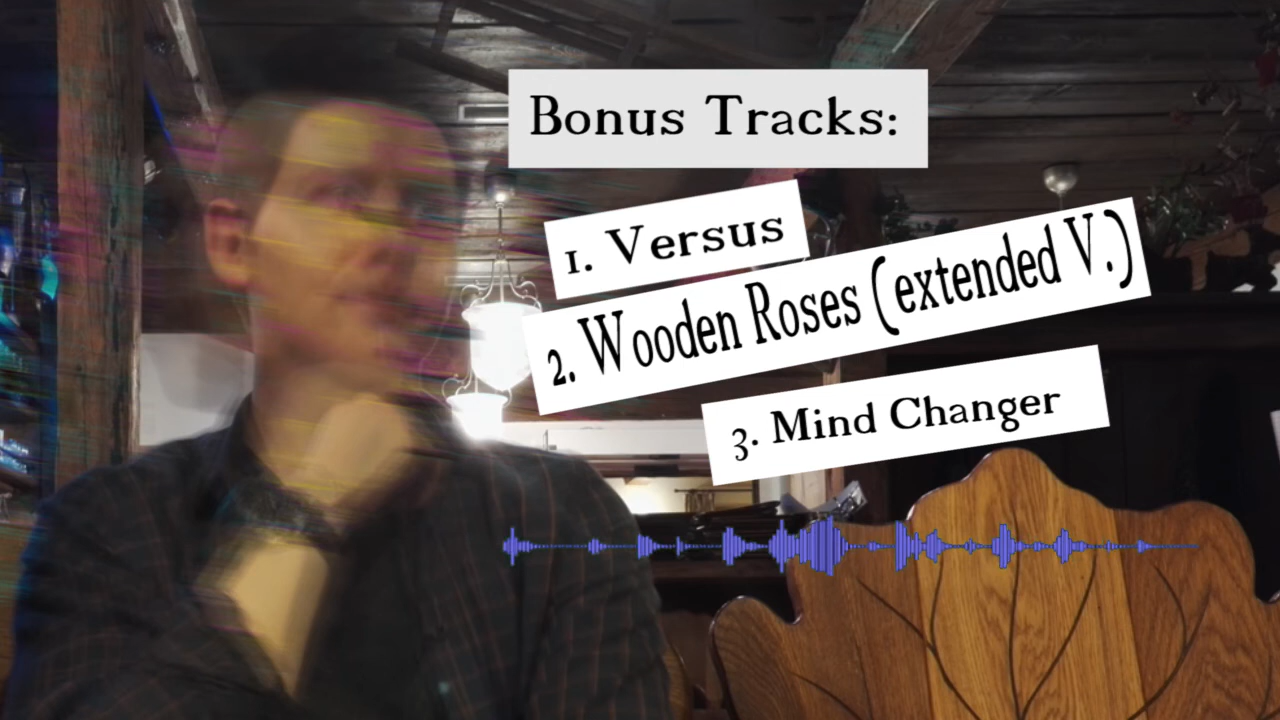 Bonus Tracks:
1. Versus
2. Wooden Roses (extended V.)
3. Mind Changer